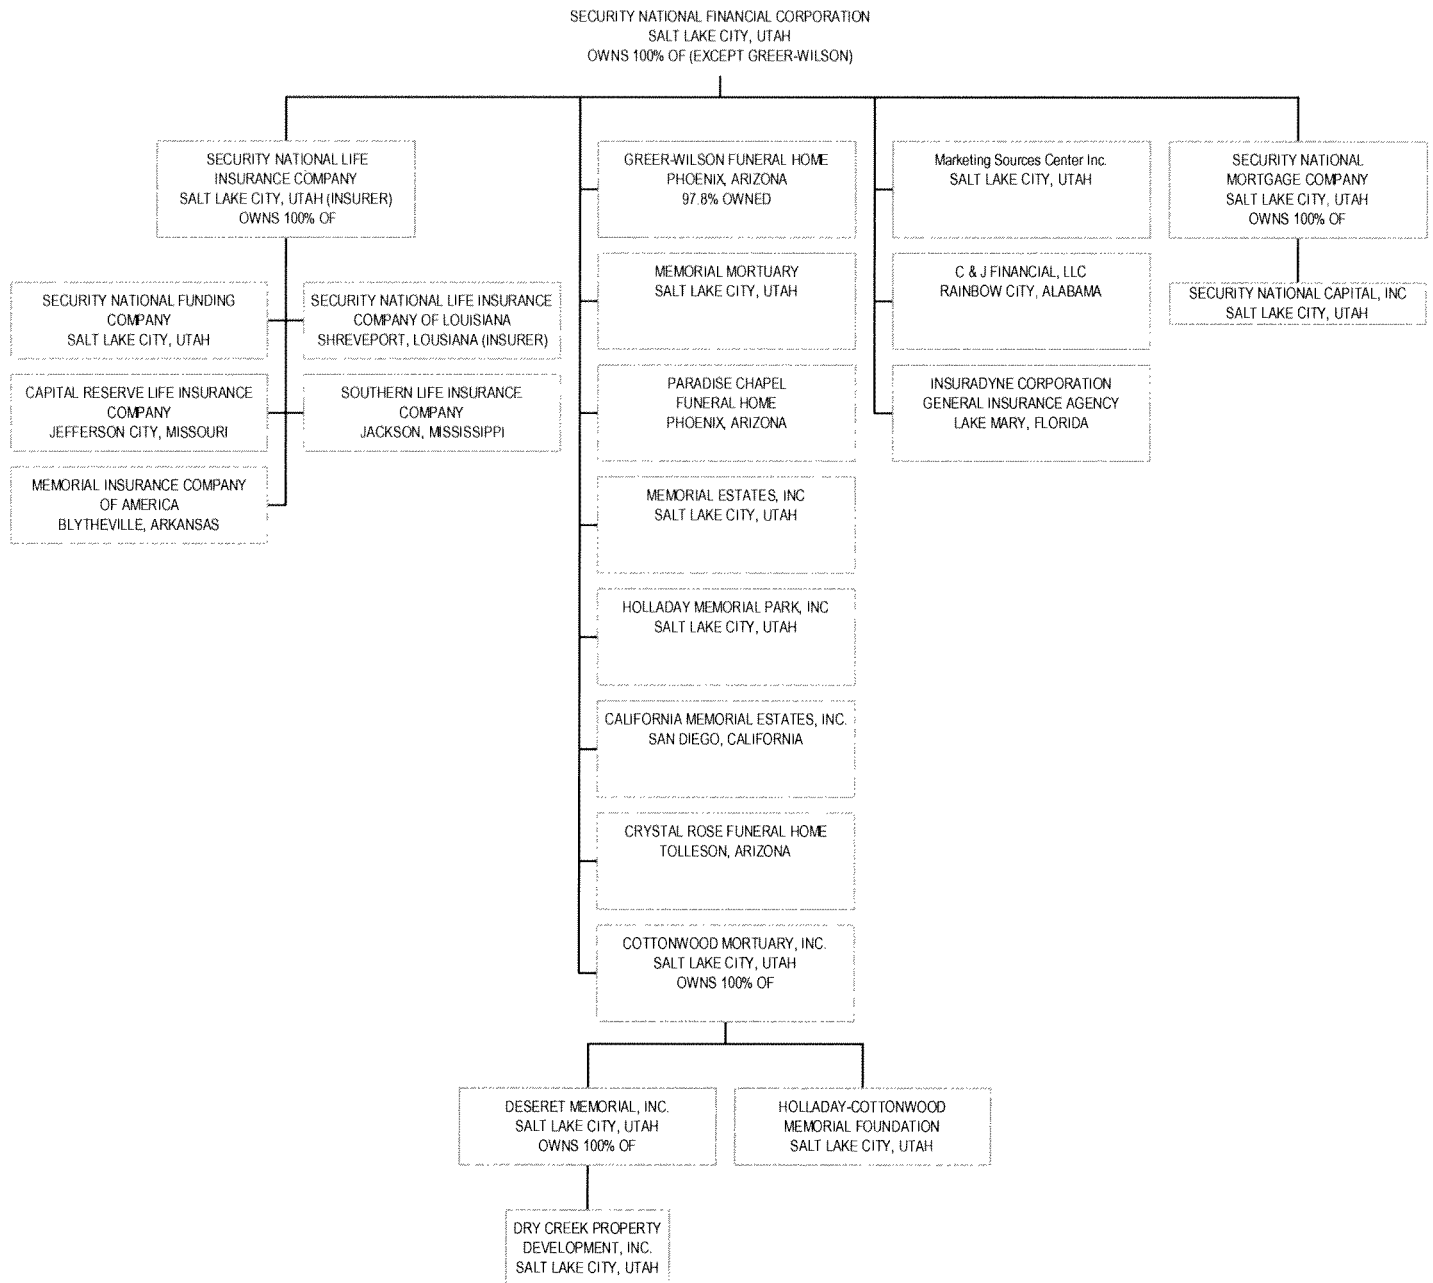 SECURITY NATIONAL FINANCIAL CORPORATION
SALT LAKE CITY, UTAH
OWNS 100% OF (EXCEPT GREER-WILSON)
SECURITY NATIONAL LIFE
INSURANCE COMPANY
SALT LAKE CITY, UTAH (INSURER)
OWNS 100% OF
SECURITY NATIONAL FUNDING
COMPANY
SALT LAKE CITY, UTAH
SECURITY NATIONAL LIFE INSURANCE
COMPANY OF LOUISIANA
SHREVEPORT, LOUSIANA (INSURER)
CAPITAL RESERVE LIFE INSURANCE
COMPANY
JEFFERSON CITY, MISSOURI
SOUTHERN LIFE INSURANCE
COMPANY
JACKSON, MISSISSIPPI
MEMORIAL INSURANCE COMPANY
OF AMERICA
BLYTHEVILLE, ARKANSAS
GREER-WILSON FUNERAL HOME
PHOENIX, ARIZONA
97.8% OWNED
MEMORIAL MORTUARY
SALT LAKE CITY, UTAH
PARADISE CHAPEL
FUNERAL HOME
PHOENIX, ARIZONA
MEMORIAL ESTATES, INC
SALT LAKE CITY, UTAH
HOLLADAY MEMORIAL PARK, INC
SALT LAKE CITY, UTAH
CALIFORNIA MEMORIAL ESTATES, INC.
SAN DIEGO, CALIFORNIA
CRYSTAL ROSE FUNERAL HOME
TOLLESON, ARIZONA
COTTONWOOD MORTUARY, INC.
SALT LAKE CITY, UTAH
OWNS 100% OF
DESERET MEMORIAL, INC.
SALT LAKE CITY, UTAH
OWNS 100% OF
HOLLADAY-COTTONWOOD
MEMORIAL FOUNDATION
SALT LAKE CITY, UTAH
DRY CREEK PROPERTY
DEVELOPMENT, INC.
SALT LAKE CITY, UTAH
Marketing Sources Center Inc.
SALT LAKE CITY, UTAH
C & J FINANCIAL, LLC
RAINBOW CITY, ALABAMA
INSURADYNE CORPORATION
GENERAL INSURANCE AGENCY
LAKE MARY, FLORIDA
SECURITY NATIONAL
MORTGAGE COMPANY
SALT LAKE CITY, UTAH
OWNS 100% OF
SECURITY NATIONAL CAPITAL, INC
SALT LAKE CITY, UTAH